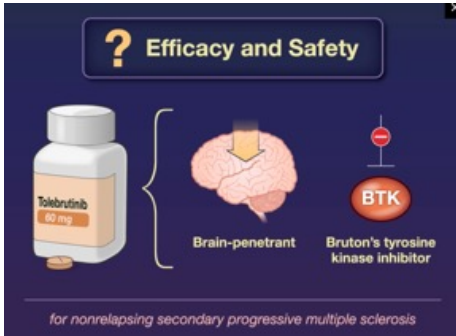 ? Efficacy and Safety
Tolebrutinib
60 mg
BTK
Brain-penetrant
Bruton's tyrosine
kinase inhibitor
for nonrelapsing secondary progressive multiple sclerosis